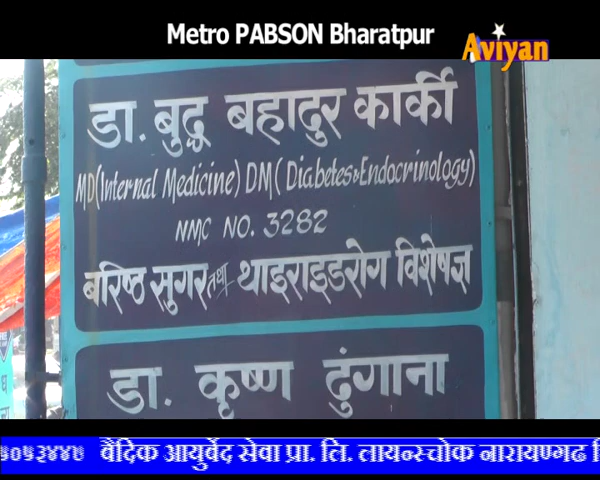 Metro PABSON Bharatpur
Aviyan
डा. बुद्ध बहादुर कार्की
MD(Internal Medicine) DM( Diabetes&Endocrinology)
NMC NO. 3282
बरिष्ठ सुगर तथा थाइराइडरोग विशेषज्ञ
डा. कृष्ण ढुंगाना
५०५३४४७ वैदिक आयुर्वेद सेवा प्रा. लि. लायन्स्चोक नारायणगढ